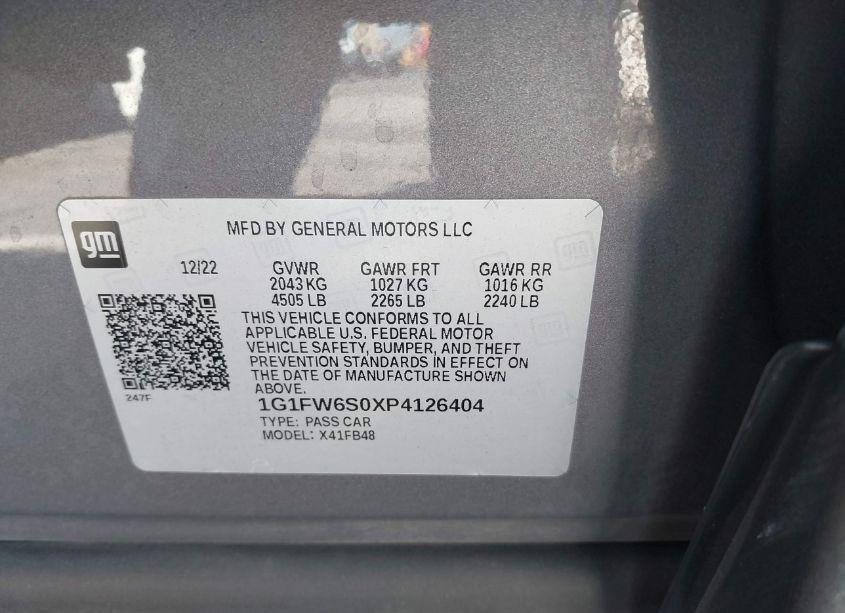 gm
MFD BY GENERAL MOTORS LLC
12/22 GVWR GAWR FRT GAWR RR
2043 KG 1027 KG 1016 KG
4505 LB 2265 LB 2240 LB
THIS VEHICLE CONFORMS TO ALL
APPLICABLE U.S. FEDERAL MOTOR
VEHICLE SAFETY, BUMPER, AND THEFT
PREVENTION STANDARDS IN EFFECT ON
THE DATE OF MANUFACTURE SHOWN
ABOVE.
247F
1G1FW6S0XP4126404
TYPE: PASS CAR
MODEL: X41FB48